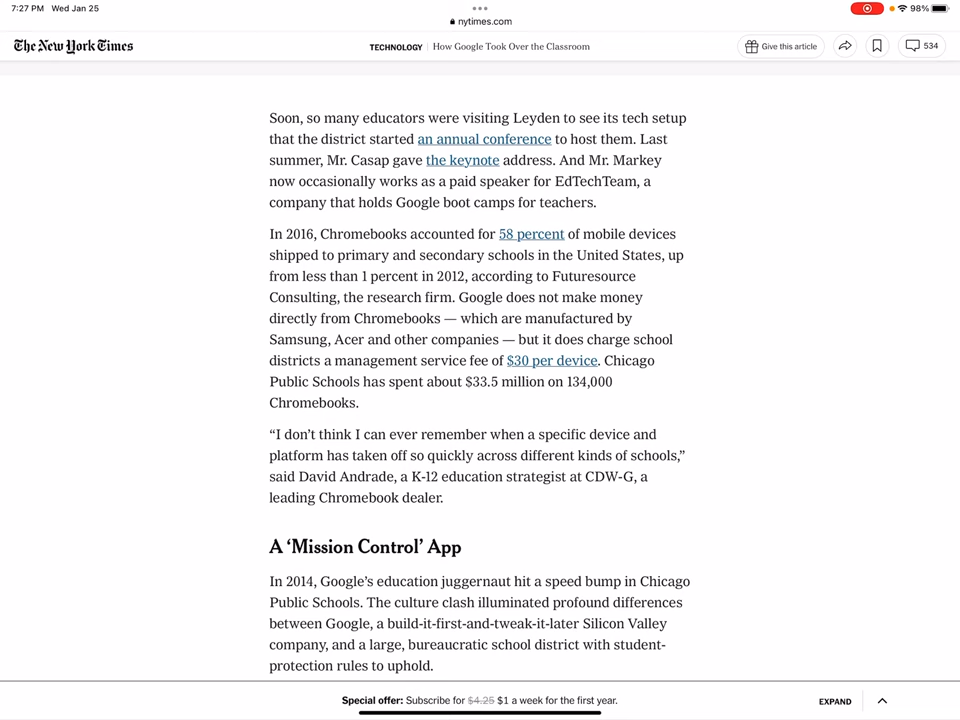 7:27 PM Wed Jan 25
nytimes.com
98%
The New York Times
TECHNOLOGY | How Google Took Over the Classroom
Give this article
534
Soon, so many educators were visiting Leyden to see its tech setup
that the district started an annual conference to host them. Last
summer, Mr. Casap gave the keynote address. And Mr. Markey
now occasionally works as a paid speaker for EdTechTeam, a
company that holds Google boot camps for teachers.
In 2016, Chromebooks accounted for 58 percent of mobile devices
shipped to primary and secondary schools in the United States, up
from less than 1 percent in 2012, according to Futuresource
Consulting, the research firm. Google does not make money
directly from Chromebooks — which are manufactured by
Samsung, Acer and other companies — but it does charge school
districts a management service fee of $30 per device. Chicago
Public Schools has spent about $33.5 million on 134,000
Chromebooks.
“I don’t think I can ever remember when a specific device and
platform has taken off so quickly across different kinds of schools,”
said David Andrade, a K-12 education strategist at CDW-G, a
leading Chromebook dealer.
A ‘Mission Control’ App
In 2014, Google’s education juggernaut hit a speed bump in Chicago
Public Schools. The culture clash illuminated profound differences
between Google, a build-it-first-and-tweak-it-later Silicon Valley
company, and a large, bureaucratic school district with student-
protection rules to uphold.
Special offer: Subscribe for $4.25 $1 a week for the first year.
EXPAND